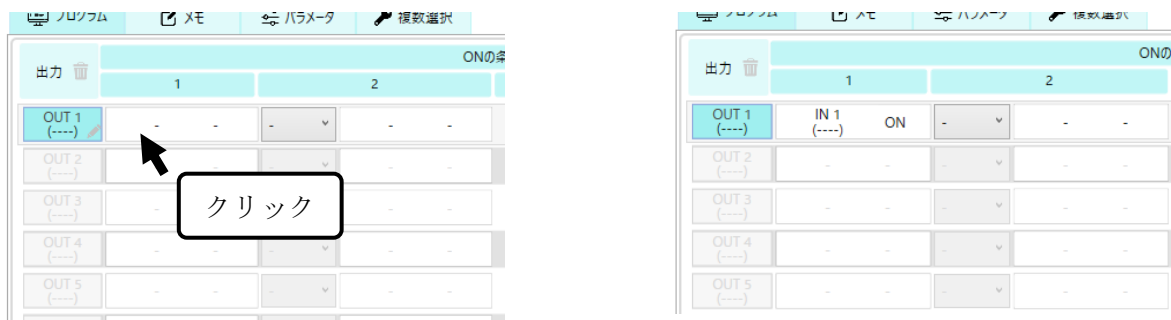 プログラム メモ パラメータ 複数選択
出力 ONの条
1 2
OUT 1 - - - - -
(----)
OUT 2 - - - - -
(----)
OUT 3 - - - - -
(----)
OUT 4 - - - - -
(----)
OUT 5 - - - - -
(----)
クリック
プログラム メモ パラメータ 複数選択
出力 ONの
1 2
OUT 1 IN 1 ON - - -
(----) (----)
OUT 2 - - - - -
(----)
OUT 3 - - - - -
(----)
OUT 4 - - - - -
(----)
OUT 5 - - - - -
(----)